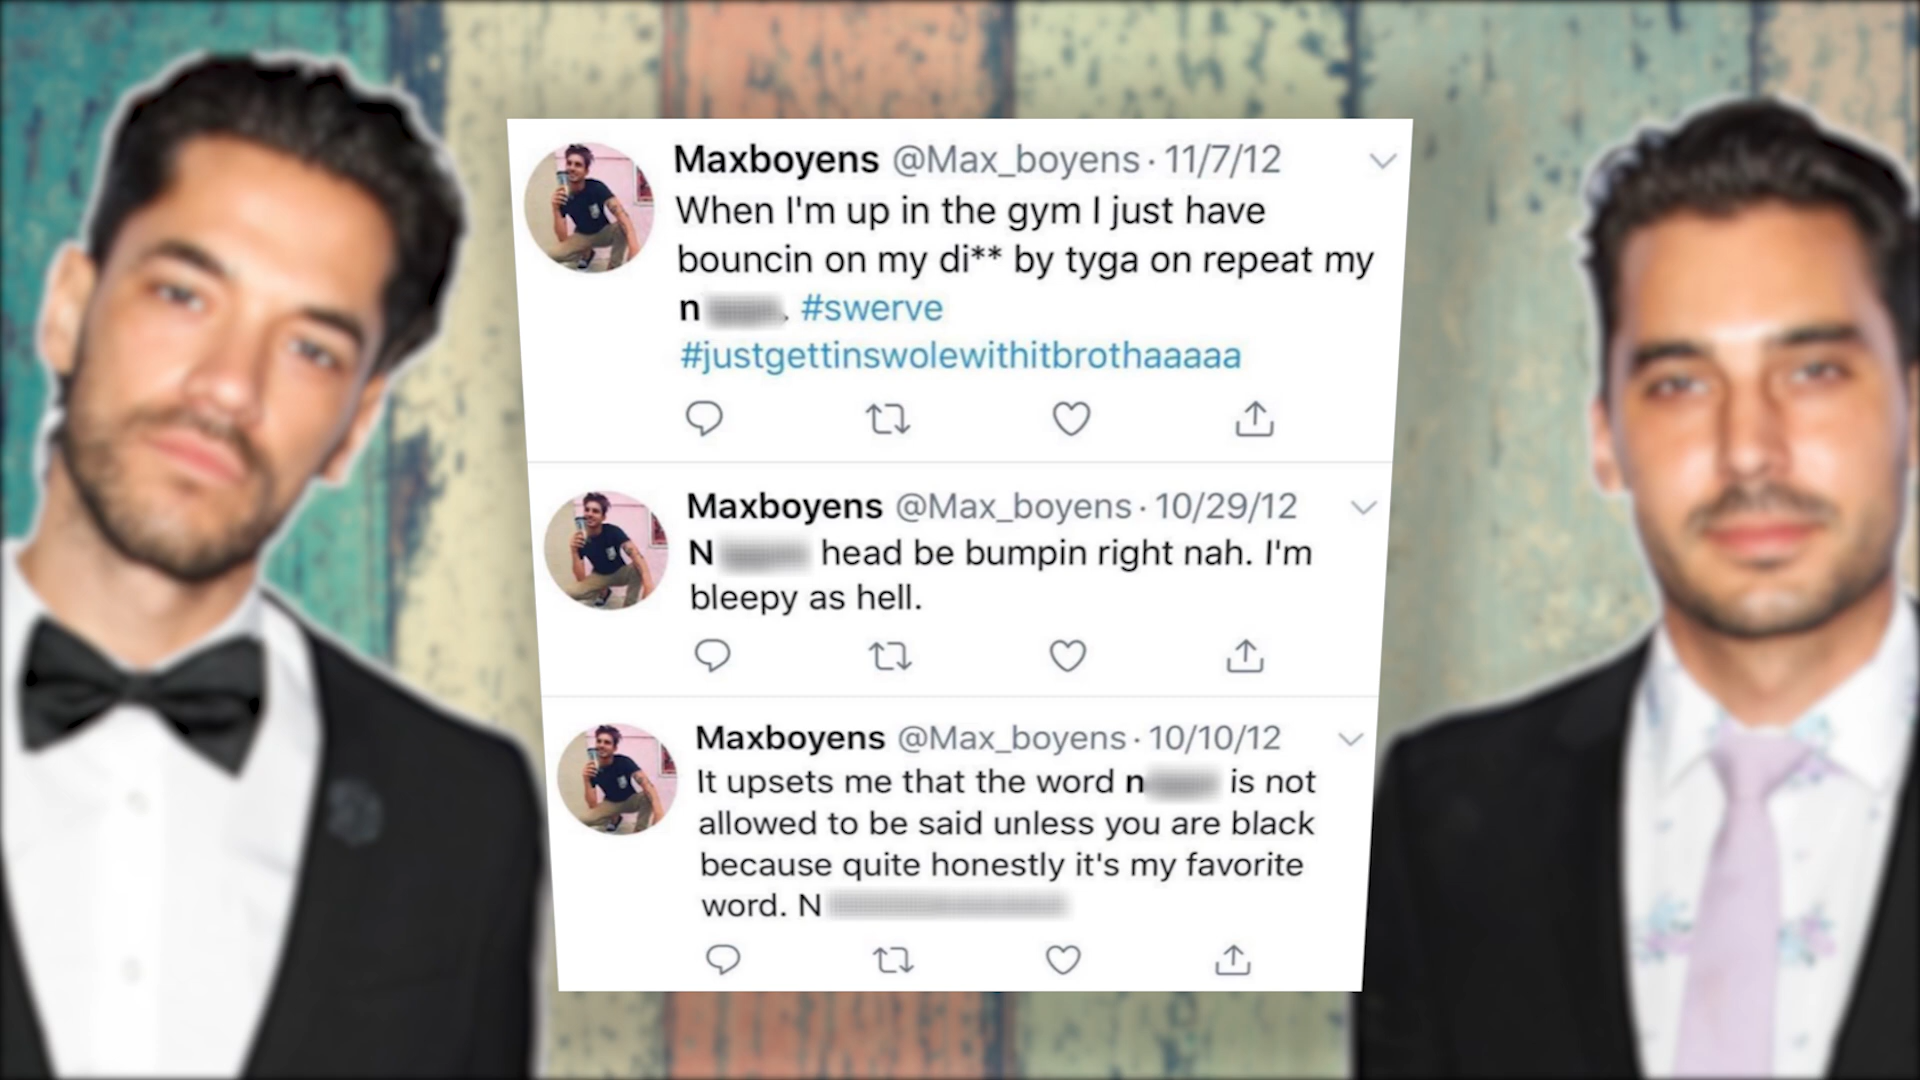 Maxboyens @Max_boyens · 11/7/12
When I'm up in the gym I just have
bouncin on my di** by tyga on repeat my
n . #swerve
#justgettinswolewithitbrothaaaaa
Maxboyens @Max_boyens · 10/29/12
N head be bumpin right nah. I'm
bleepy as hell.
Maxboyens @Max_boyens · 10/10/12
It upsets me that the word n is not
allowed to be said unless you are black
because quite honestly it's my favorite
word. N